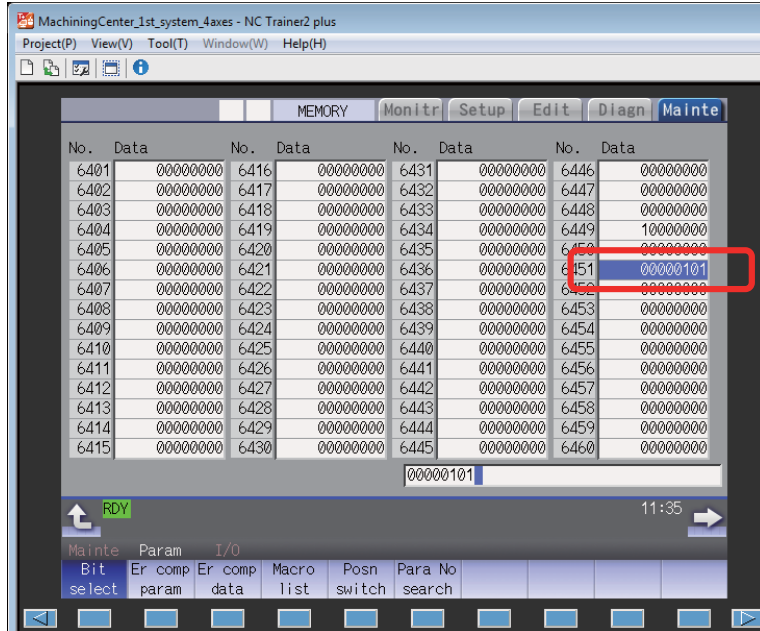 MachiningCenter_1st_system_4axes - NC Trainer2 plus
Project(P) View(V) Tool(T) Window(W) Help(H)
MEMORY Monitr Setup Edit Diagn Mainte
No. Data No. Data No. Data No. Data
6401 00000000 6416 00000000 6431 00000000 6446 00000000
6402 00000000 6417 00000000 6432 00000000 6447 00000000
6403 00000000 6418 00000000 6433 00000000 6448 00000000
6404 00000000 6419 00000000 6434 00000000 6449 10000000
6405 00000000 6420 00000000 6435 00000000 6450 00000000
6406 00000000 6421 00000000 6436 00000000 6451 00000101
6407 00000000 6422 00000000 6437 00000000 6452 00000000
6408 00000000 6423 00000000 6438 00000000 6453 00000000
6409 00000000 6424 00000000 6439 00000000 6454 00000000
6410 00000000 6425 00000000 6440 00000000 6455 00000000
6411 00000000 6426 00000000 6441 00000000 6456 00000000
6412 00000000 6427 00000000 6442 00000000 6457 00000000
6413 00000000 6428 00000000 6443 00000000 6458 00000000
6414 00000000 6429 00000000 6444 00000000 6459 00000000
6415 00000000 6430 00000000 6445 00000000 6460 00000000
00000101
RDY 11:35
Mainte Param I/O
Bit Er comp Er comp Macro Posn Para No
select param data list switch search